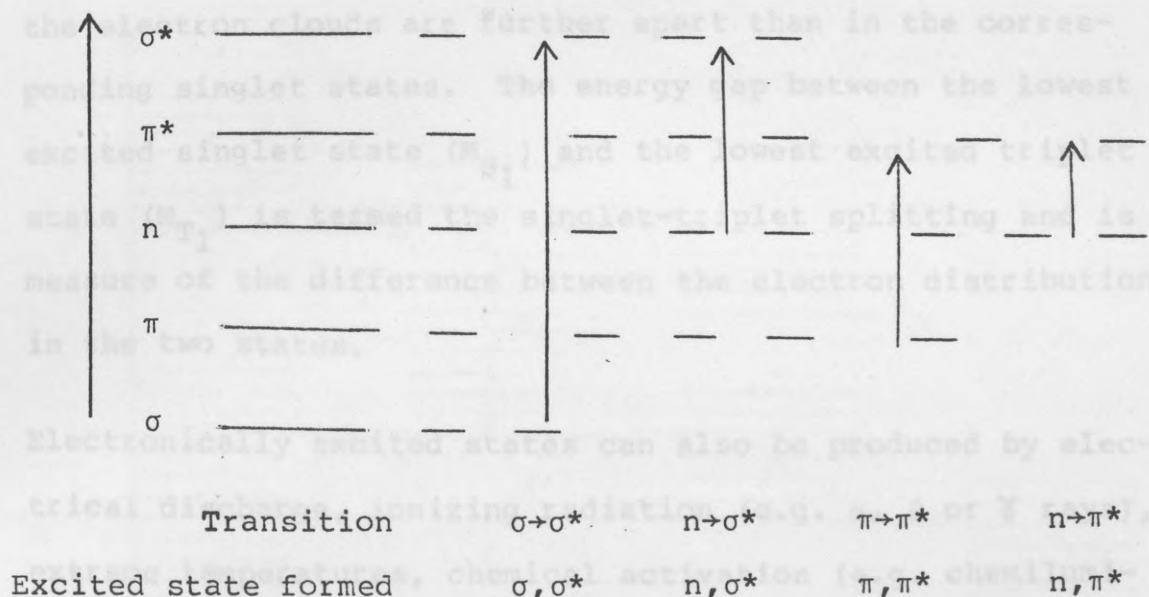 the electron clouds are further apart than in the corres-
σ*
ponding singlet states. The energy gap between the lowest
π*
excited singlet state (M S1) and the lowest excited triplet
n
state (M T1) is termed the singlet-triplet splitting and is
measure of the difference between the electron distribution
π
in the two states.
σ
Electronically excited states can also be produced by elec-
trical discharge, ionizing radiation (e.g. α, β or γ rays),
Transition σ→σ* n→σ* π→π* n→π*
extreme temperatures, chemical activation (e.g. chemilumi-
Excited state formed σ,σ* n,σ* π,π* n,π*